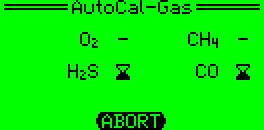 AutoCal-Gas
O₂ - CH₄ -
H₂S ⌛ CO ⌛
ABORT